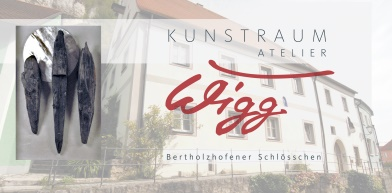 KUNSTRAUM
ATELIER
Wigg
Bertholzhofener Schlösschen